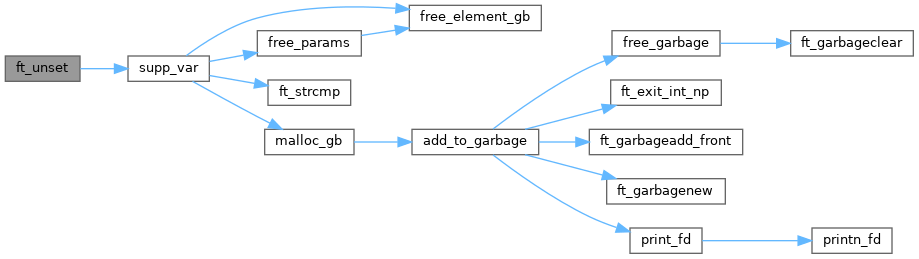 ft_unset
supp_var
free_element_gb
free_params
ft_strcmp
malloc_gb
add_to_garbage
free_garbage
ft_garbageclear
ft_exit_int_np
ft_garbageadd_front
ft_garbagenew
print_fd
printn_fd